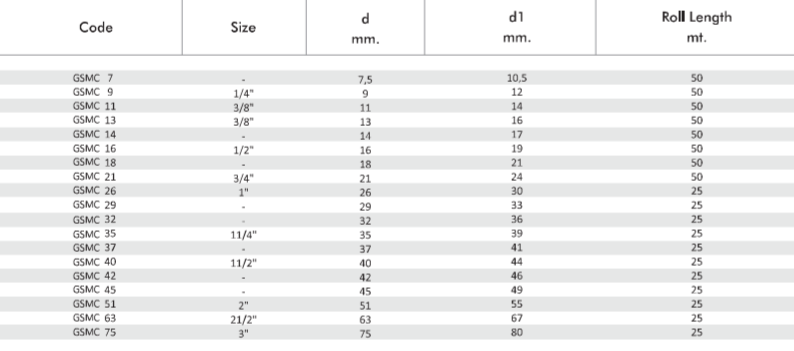 Code Size d mm. d1 mm. Roll Length mt.
GSMC 7 - 7,5 10,5 50
GSMC 9 1/4" 9 12 50
GSMC 11 3/8" 11 14 50
GSMC 13 3/8" 13 16 50
GSMC 14 - 14 17 50
GSMC 16 1/2" 16 19 50
GSMC 18 - 18 21 50
GSMC 21 3/4" 21 24 50
GSMC 26 1" 26 30 25
GSMC 29 - 29 33 25
GSMC 32 - 32 36 25
GSMC 35 11/4" 35 39 25
GSMC 37 - 37 41 25
GSMC 40 11/2" 40 44 25
GSMC 42 - 42 46 25
GSMC 45 - 45 49 25
GSMC 51 2" 51 55 25
GSMC 63 21/2" 63 67 25
GSMC 75 3" 75 80 25